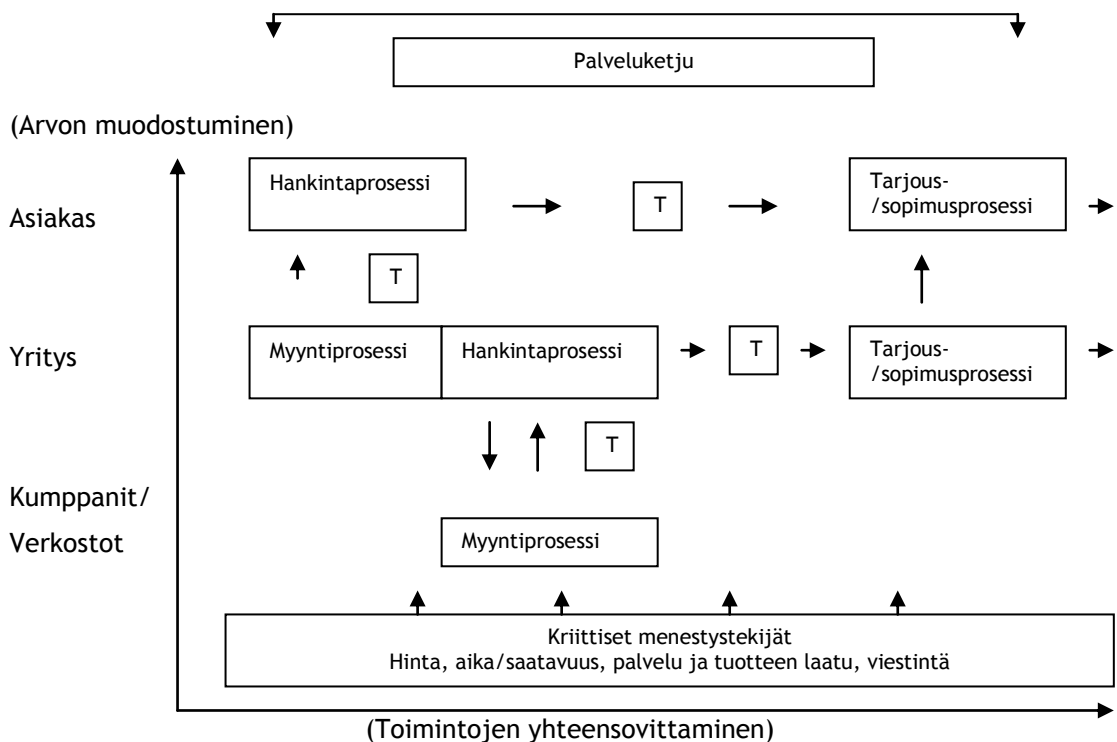 Palveluketju
(Arvon muodostuminen)
Asiakas
Hankintaprosessi
T
Tarjous-
/sopimusprosessi
T
Yritys
Myyntiprosessi
Hankintaprosessi
T
Tarjous-
/sopimusprosessi
T
Kumppanit/
Verkostot
Myyntiprosessi
Kriittiset menestystekijät
Hinta, aika/saatavuus, palvelu ja tuotteen laatu, viestintä
(Toimintojen yhteensovittaminen)